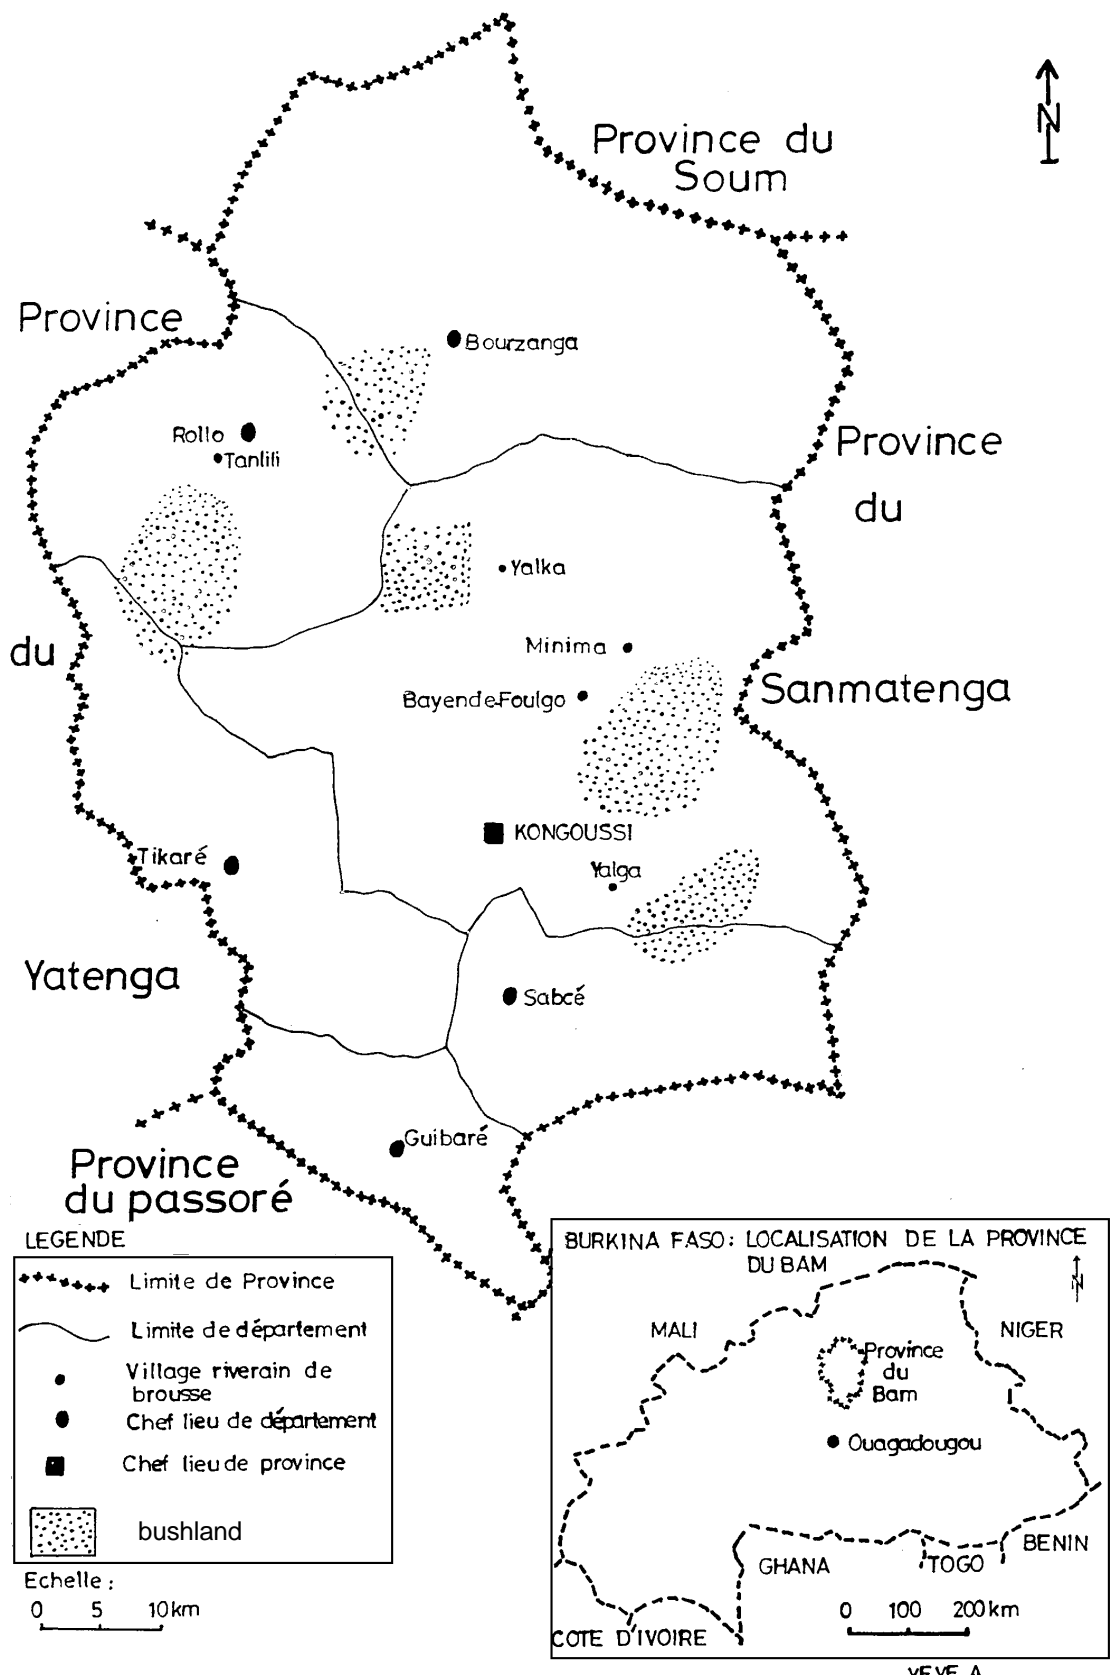 N
Province du
Soum
Province
Bourzanga
Rollo
Tanlili
Province
du
Yalka
Minima
du
Bayende-Foulgo
Sanmatenga
KONGOUSSI
Tikaré
Yalga
Yatenga
Sabcé
Guibaré
Province
du passoré
LEGENDE
Limite de Province
Limite de département
Village riverain de
brousse
Chef lieu de département
Chef lieu de province
bushland
Echelle :
0 5 10 km
BURKINA FASO: LOCALISATION DE LA PROVINCE
DU BAM
N
MALI
NIGER
Province
du
Bam
Ouagadougou
BENIN
GHANA
TOGO
0 100 200 km
COTE D'IVOIRE